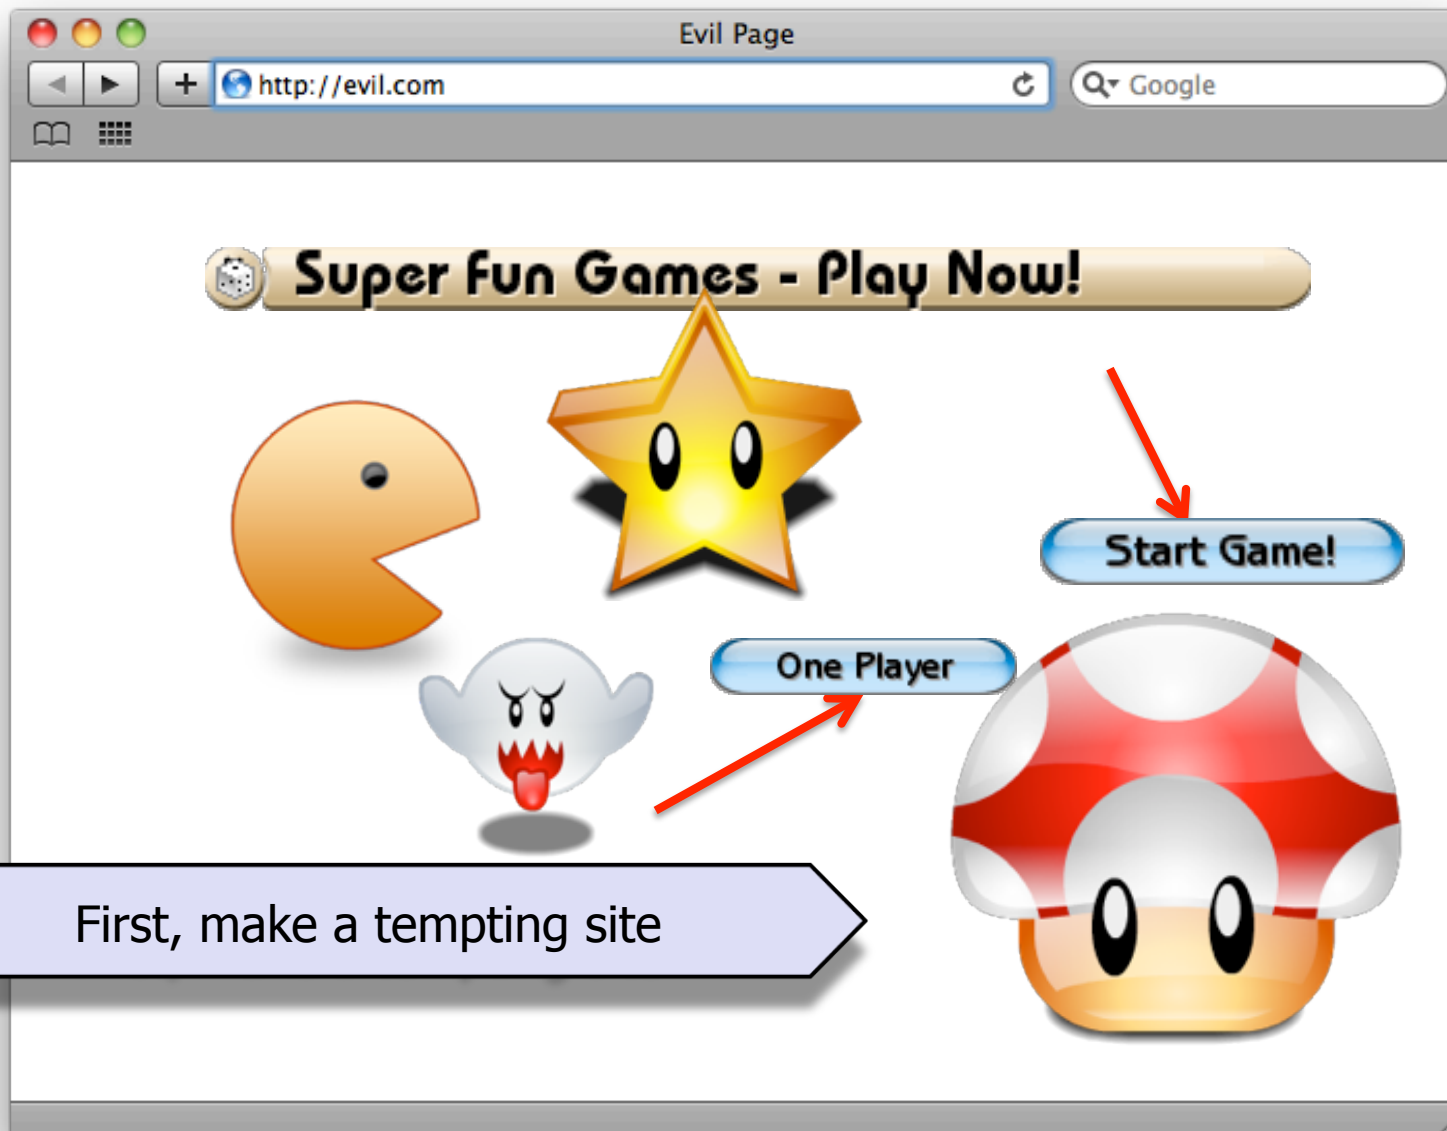 Evil Page
http://evil.com
Google
Super Fun Games - Play Now!
Start Game!
One Player
First, make a tempting site